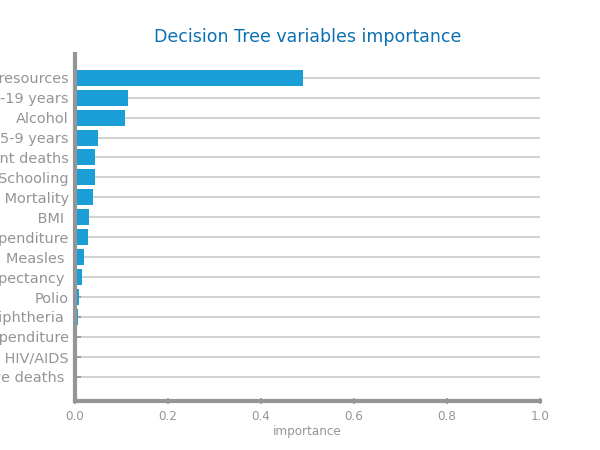 Decision Tree variables importance
resources
-19 years
Alcohol
5-9 years
nt deaths
Schooling
Mortality
BMI
penditure
Measles
pectancy
Polio
iphtheria
penditure
HIV/AIDS
ve deaths
0.0 0.2 0.4 0.6 0.8 1.0
importance